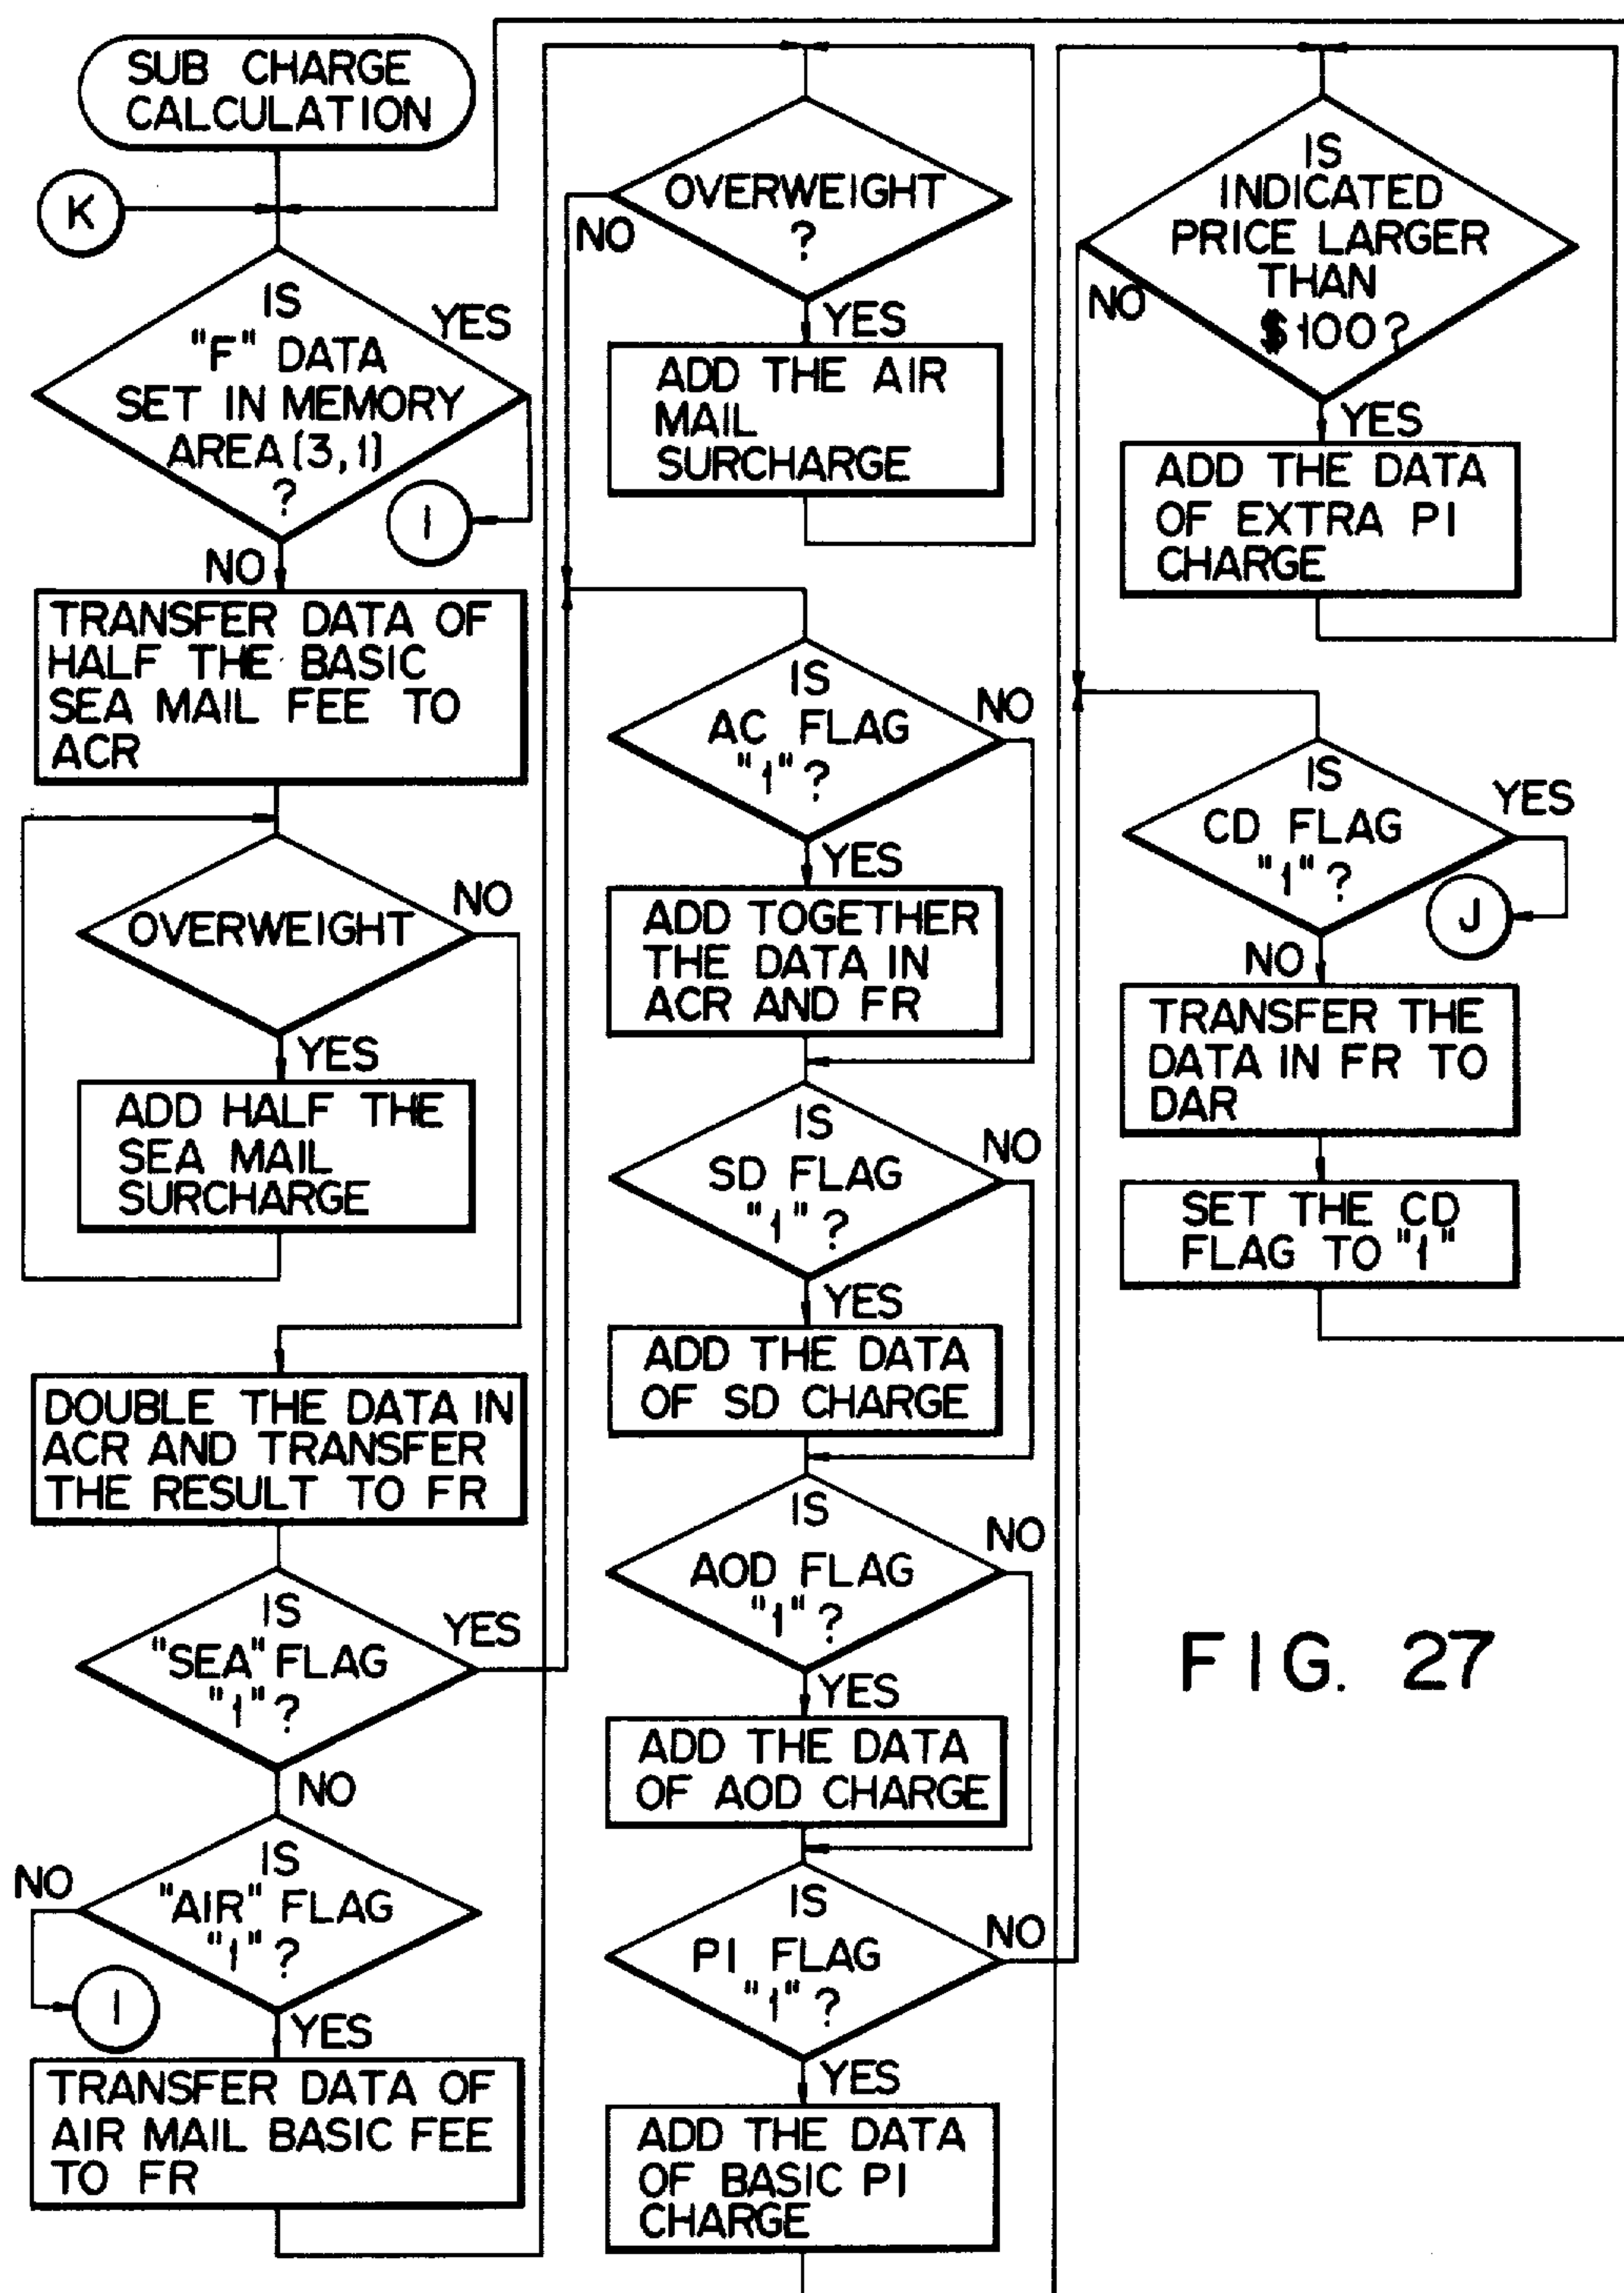 SUB CHARGE
CALCULATION
K
IS
"F" DATA
SET IN MEMORY
AREA (3,1)
?
YES
I
NO
TRANSFER DATA OF
HALF THE BASIC
SEA MAIL FEE TO
ACR
OVERWEIGHT
NO
YES
ADD HALF THE
SEA MAIL
SURCHARGE
DOUBLE THE DATA IN
ACR AND TRANSFER
THE RESULT TO FR
IS
"SEA" FLAG
"1" ?
YES
NO
IS
"AIR" FLAG
"1" ?
NO
I
YES
TRANSFER DATA OF
AIR MAIL BASIC FEE
TO FR
OVERWEIGHT
?
NO
YES
ADD THE AIR
MAIL
SURCHARGE
IS
AC FLAG
"1" ?
NO
YES
ADD TOGETHER
THE DATA IN
ACR AND FR
IS
SD FLAG
"1" ?
NO
YES
ADD THE DATA
OF SD CHARGE
IS
AOD FLAG
"1" ?
NO
YES
ADD THE DATA
OF AOD CHARGE
IS
PI FLAG
"1" ?
NO
YES
ADD THE DATA
OF BASIC PI
CHARGE
IS
INDICATED
PRICE LARGER
THAN
$100 ?
NO
YES
ADD THE DATA
OF EXTRA PI
CHARGE
IS
CD FLAG
"1" ?
YES
J
NO
TRANSFER THE
DATA IN FR TO
DAR
SET THE CD
FLAG TO "1"
FIG. 27